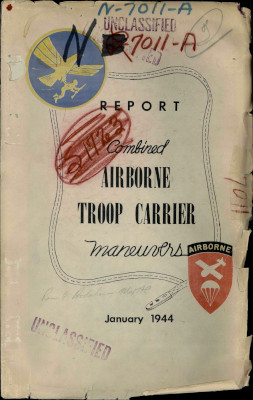 N-7011-A
UNCLASSIFIED
N-7011-A
REPORT
Combined
AIRBORNE
TROOP CARRIER
maneuvers
AIRBORNE
January 1944
UNCLASSIFIED